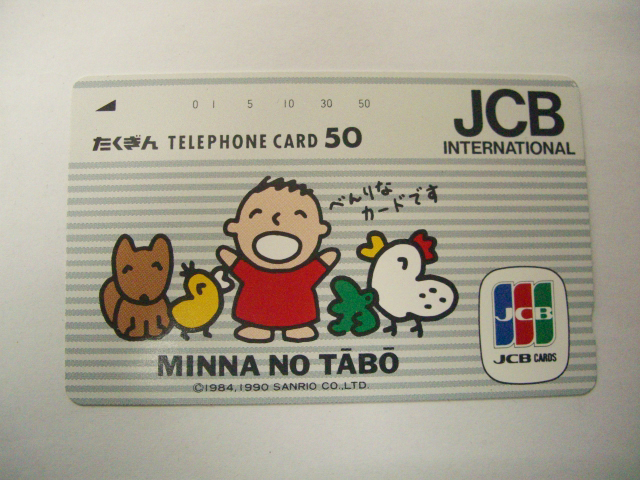 0 1 5 10 30 50
たくぎん TELEPHONE CARD 50
JCB
INTERNATIONAL
べんりな
カードです
JCB
JCB CARDS
MINNA NO TĀBŌ
©1984,1990 SANRIO CO.,LTD.